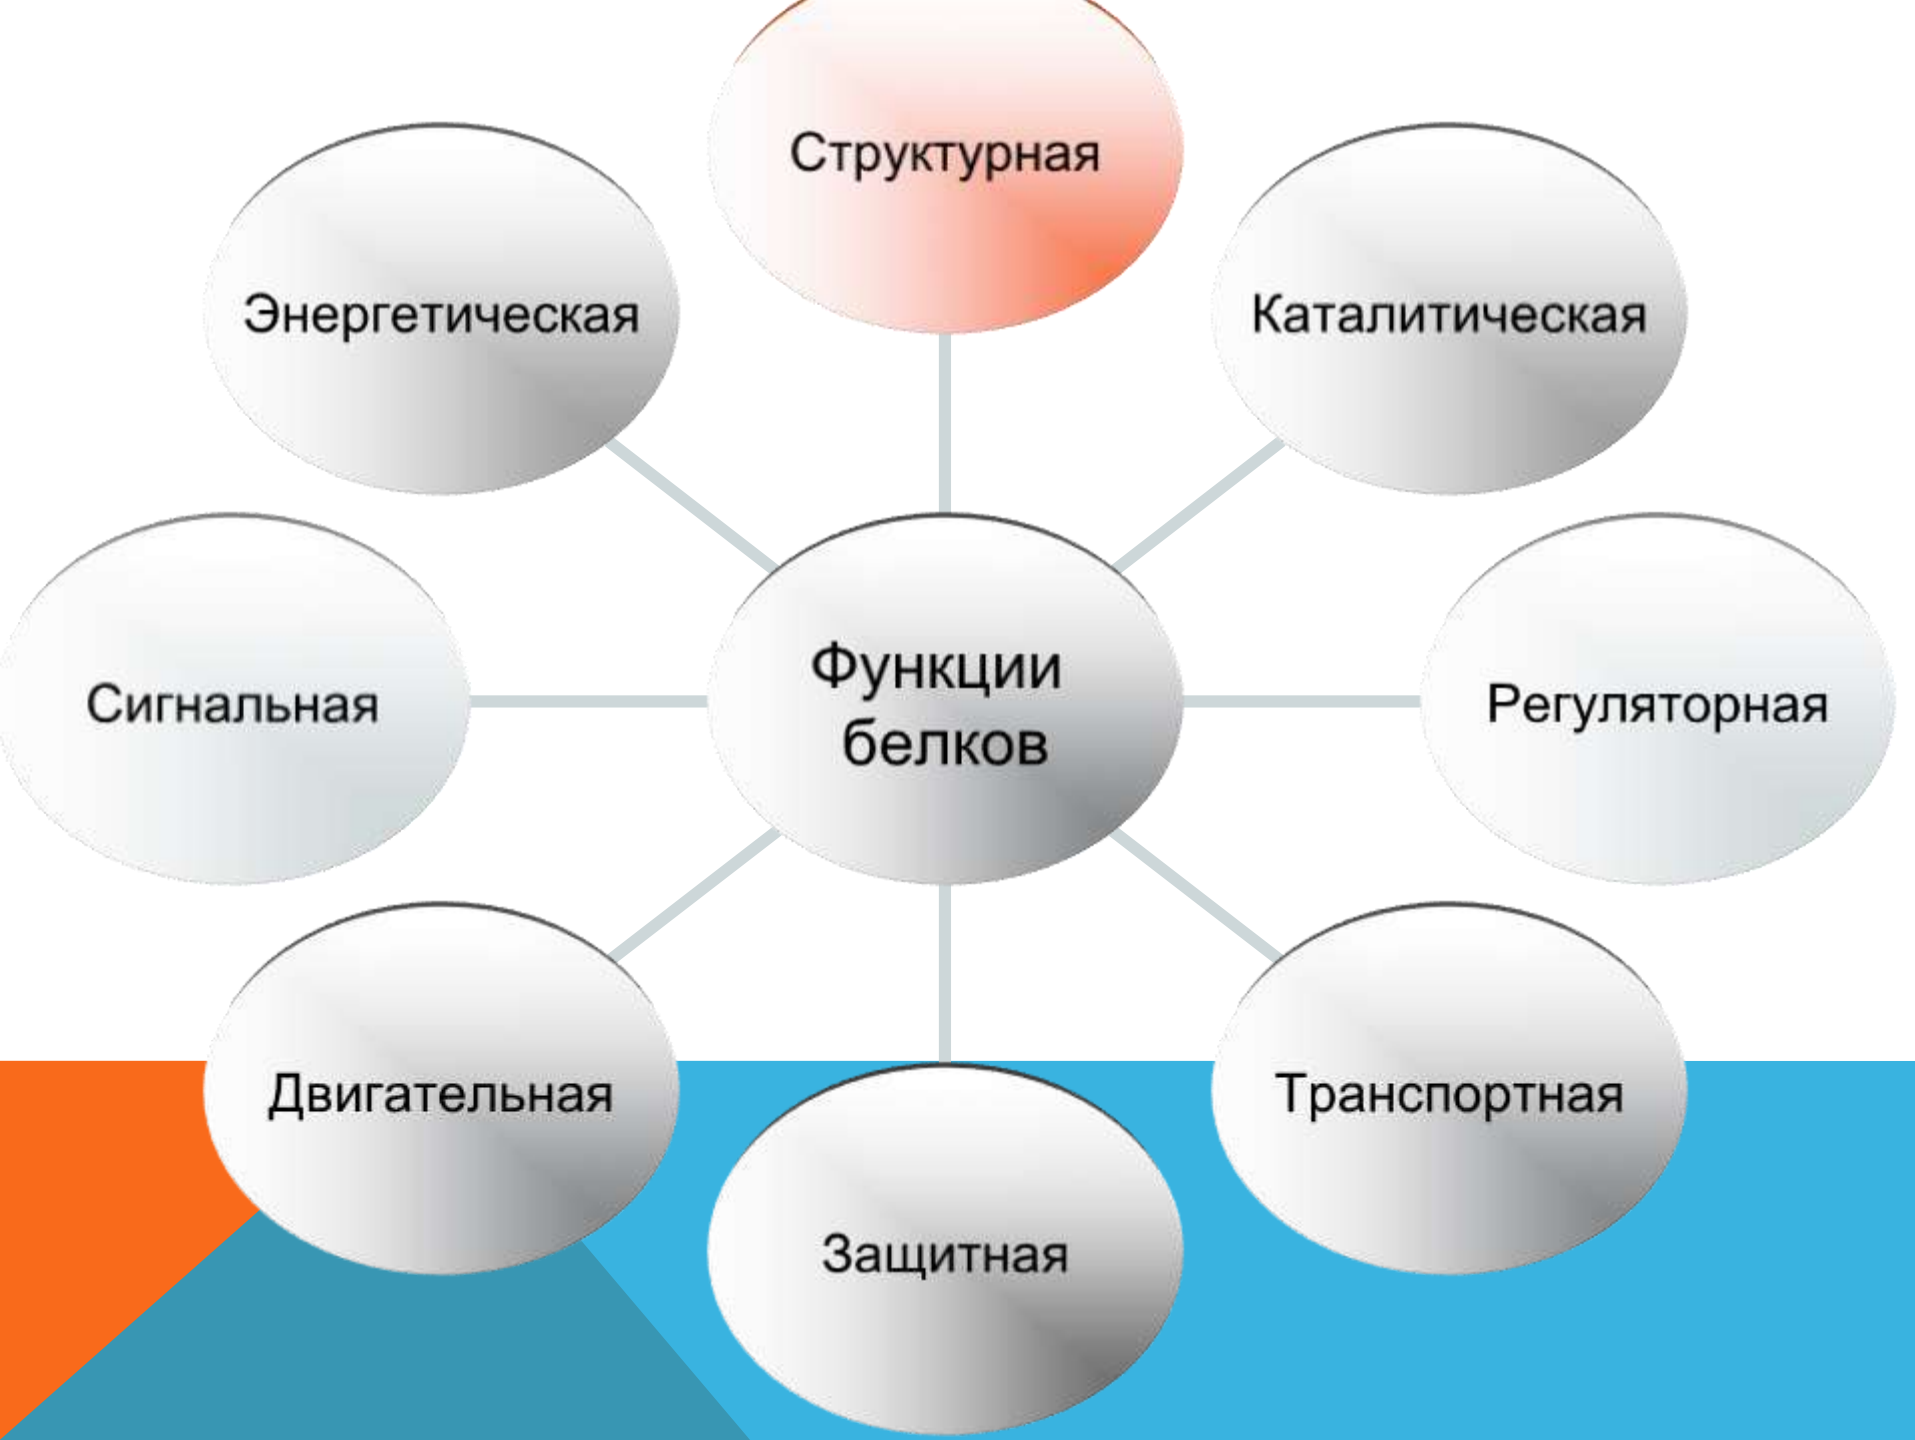 Структурная
Энергетическая
Каталитическая
Функции
белков
Сигнальная
Регуляторная
Двигательная
Транспортная
Защитная